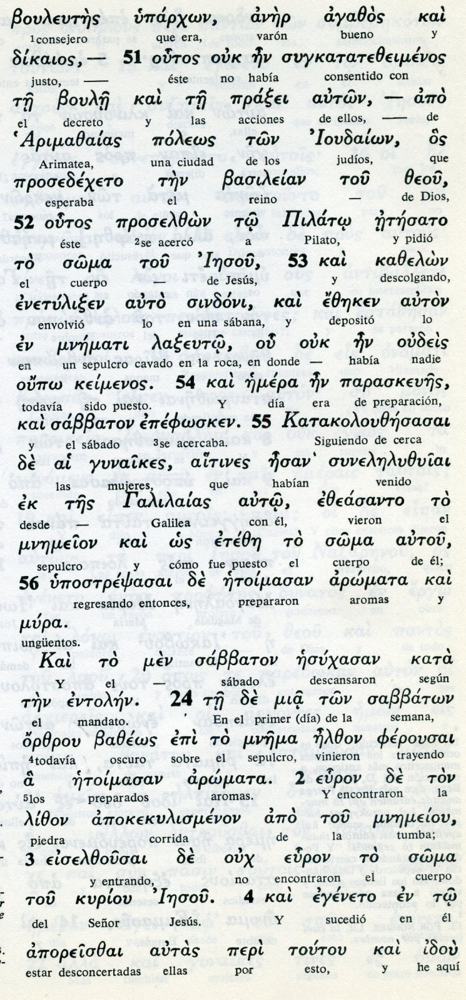 βουλευτὴς ὑπάρχων, ἀνὴρ ἀγαθὸς καὶ
1consejero que era, varón bueno y
δίκαιος, — 51 οὗτος οὐκ ἦν συγκατατεθειμένος
justo, — éste no había consentido con
τῇ βουλῇ καὶ τῇ πράξει αὐτῶν, — ἀπὸ
el decreto y las acciones de ellos, — de
Ἁριμαθαίας πόλεως τῶν Ἰουδαίων, ὃς
Arimatea, una ciudad de los judíos, que
προσεδέχετο τὴν βασιλείαν τοῦ θεοῦ,
esperaba el reino — de Dios,
52 οὗτος προσελθὼν τῷ Πιλάτῳ ᾐτήσατο
éste 2se acercó a Pilato, y pidió
τὸ σῶμα τοῦ Ἰησοῦ, 53 καὶ καθελὼν
el cuerpo — de Jesús, y descolgando,
ἐνετύλιξεν αὐτὸ σινδόνι, καὶ ἔθηκεν αὐτὸν
envolvió lo en una sábana, y depositó lo
ἐν μνήματι λαξευτῷ, οὗ οὐκ ἦν οὐδεὶς
en un sepulcro cavado en la roca, en donde — había nadie
οὔπω κείμενος. 54 καὶ ἡμέρα ἦν παρασκευῆς,
todavía sido puesto. Y día era de preparación,
καὶ σάββατον ἐπέφωσκεν. 55 Κατακολουθήσασαι
y el sábado 3se acercaba. Siguiendo de cerca
δὲ αἱ γυναῖκες, αἵτινες ἦσαν συνεληλυθυῖαι
las mujeres, que habían venido
ἐκ τῆς Γαλιλαίας αὐτῷ, ἐθεάσαντο τὸ
desde — Galilea con él, vieron el
μνημεῖον καὶ ὡς ἐτέθη τὸ σῶμα αὐτοῦ,
sepulcro y cómo fue puesto el cuerpo de él;
56 ὑποστρέψασαι δὲ ἡτοίμασαν ἀρώματα καὶ
regresando entonces, prepararon aromas y
μύρα.
ungüentos.
Καὶ τὸ μὲν σάββατον ἡσύχασαν κατὰ
Y el — sábado descansaron según
τὴν ἐντολήν. 24 τῇ δὲ μιᾷ τῶν σαββάτων
el mandato. En el primer (día) de la semana,
ὄρθρου βαθέως ἐπὶ τὸ μνῆμα ἦλθον φέρουσαι
4todavía oscuro sobre el sepulcro, vinieron trayendo
ἃ ἡτοίμασαν ἀρώματα. 2 εὗρον δὲ τὸν
5los preparados aromas. Y encontraron la
λίθον ἀποκεκυλισμένον ἀπὸ τοῦ μνημείου,
piedra corrida de la tumba;
3 εἰσελθοῦσαι δὲ οὐχ εὗρον τὸ σῶμα
y entrando, no encontraron el cuerpo
τοῦ κυρίου Ἰησοῦ. 4 καὶ ἐγένετο ἐν τῷ
del Señor Jesús. Y sucedió en él
ἀπορεῖσθαι αὐτὰς περὶ τούτου καὶ ἰδοὺ
estar desconcertadas ellas por esto, y he aquí